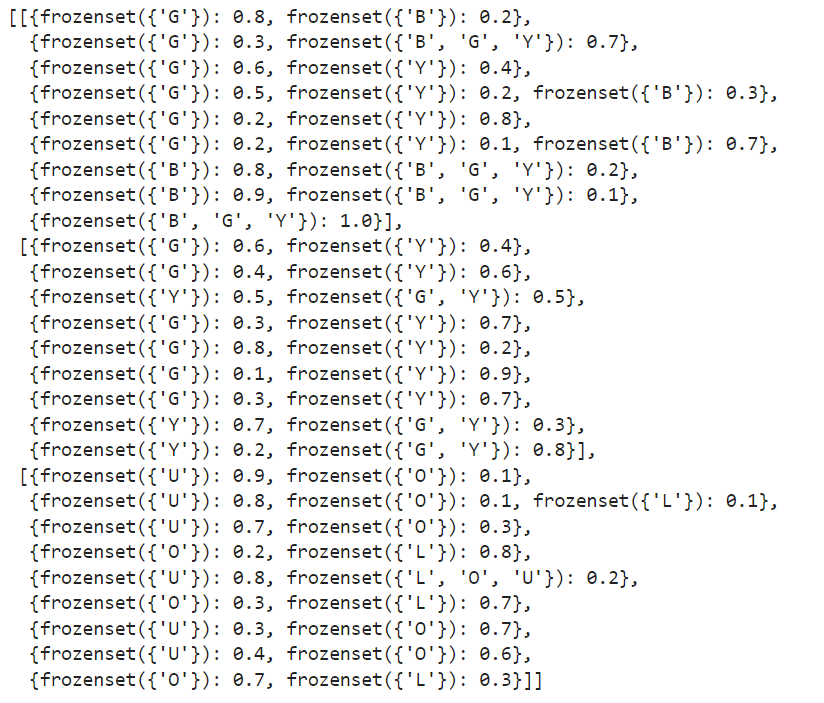 [[{frozenset({'G'}): 0.8, frozenset({'B'}): 0.2},
  {frozenset({'G'}): 0.3, frozenset({'B', 'G', 'Y'}): 0.7},
  {frozenset({'G'}): 0.6, frozenset({'Y'}): 0.4},
  {frozenset({'G'}): 0.5, frozenset({'Y'}): 0.2, frozenset({'B'}): 0.3},
  {frozenset({'G'}): 0.2, frozenset({'Y'}): 0.8},
  {frozenset({'G'}): 0.2, frozenset({'Y'}): 0.1, frozenset({'B'}): 0.7},
  {frozenset({'B'}): 0.8, frozenset({'B', 'G', 'Y'}): 0.2},
  {frozenset({'B'}): 0.9, frozenset({'B', 'G', 'Y'}): 0.1},
  {frozenset({'B', 'G', 'Y'}): 1.0}],
 [{frozenset({'G'}): 0.6, frozenset({'Y'}): 0.4},
  {frozenset({'G'}): 0.4, frozenset({'Y'}): 0.6},
  {frozenset({'Y'}): 0.5, frozenset({'G', 'Y'}): 0.5},
  {frozenset({'G'}): 0.3, frozenset({'Y'}): 0.7},
  {frozenset({'G'}): 0.8, frozenset({'Y'}): 0.2},
  {frozenset({'G'}): 0.1, frozenset({'Y'}): 0.9},
  {frozenset({'G'}): 0.3, frozenset({'Y'}): 0.7},
  {frozenset({'Y'}): 0.7, frozenset({'G', 'Y'}): 0.3},
  {frozenset({'Y'}): 0.2, frozenset({'G', 'Y'}): 0.8}],
 [{frozenset({'U'}): 0.9, frozenset({'O'}): 0.1},
  {frozenset({'U'}): 0.8, frozenset({'O'}): 0.1, frozenset({'L'}): 0.1},
  {frozenset({'U'}): 0.7, frozenset({'O'}): 0.3},
  {frozenset({'O'}): 0.2, frozenset({'L'}): 0.8},
  {frozenset({'U'}): 0.8, frozenset({'L', 'O', 'U'}): 0.2},
  {frozenset({'O'}): 0.3, frozenset({'L'}): 0.7},
  {frozenset({'U'}): 0.3, frozenset({'O'}): 0.7},
  {frozenset({'U'}): 0.4, frozenset({'O'}): 0.6},
  {frozenset({'O'}): 0.7, frozenset({'L'}): 0.3}]]